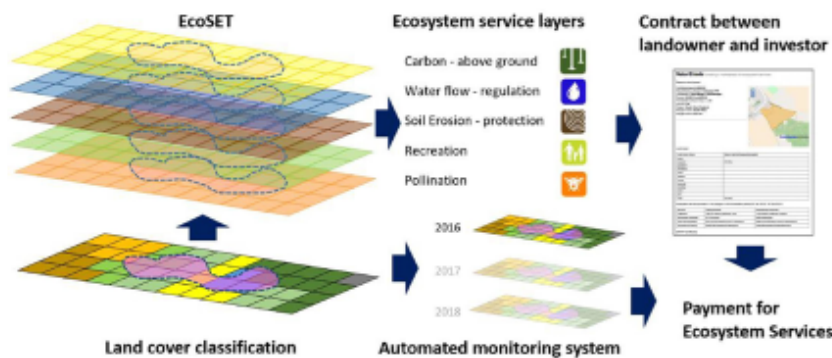 EcoSET
Ecosystem service layers
Contract between
landowner and investor
Carbon - above ground
Water flow - regulation
Soil Erosion - protection
Recreation
Pollination
2016
2017
2018
Land cover classification
Automated monitoring system
Payment for
Ecosystem Services